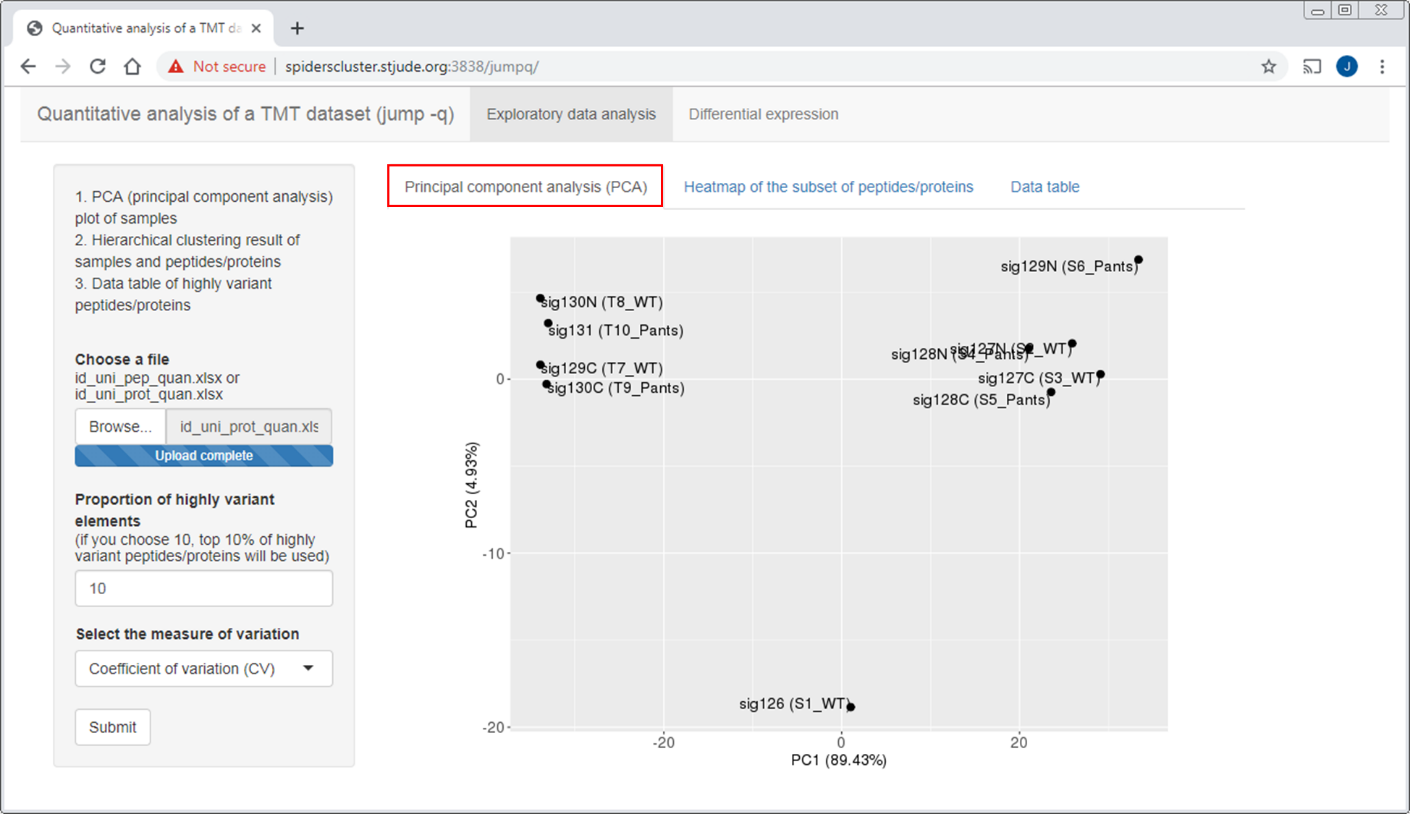 Quantitative analysis of a TMT da
Not secure
spiderscluster.stjude.org:3838/jumpq/
J
Quantitative analysis of a TMT dataset (jump -q)
Exploratory data analysis
Differential expression
1. PCA (principal component analysis)
plot of samples
2. Hierarchical clustering result of
samples and peptides/proteins
3. Data table of highly variant
peptides/proteins
Choose a file
id_uni_pep_quan.xlsx or
id_uni_prot_quan.xlsx
Browse...
id_uni_prot_quan.xls
Upload complete
Proportion of highly variant
elements
(if you choose 10, top 10% of highly
variant peptides/proteins will be used)
10
Select the measure of variation
Coefficient of variation (CV)
Submit
Principal component analysis (PCA)
Heatmap of the subset of peptides/proteins
Data table
sig129N (S6_Pants)
sig130N (T8_WT)
sig131 (T10_Pants)
sig127N (S2_WT)
sig128N (S4_Pants)
sig129C (T7_WT)
sig127C (S3_WT)
sig130C (T9_Pants)
sig128C (S5_Pants)
sig126 (S1_WT)
0
-10
-20
PC2 (4.93%)
-20
0
20
PC1 (89.43%)